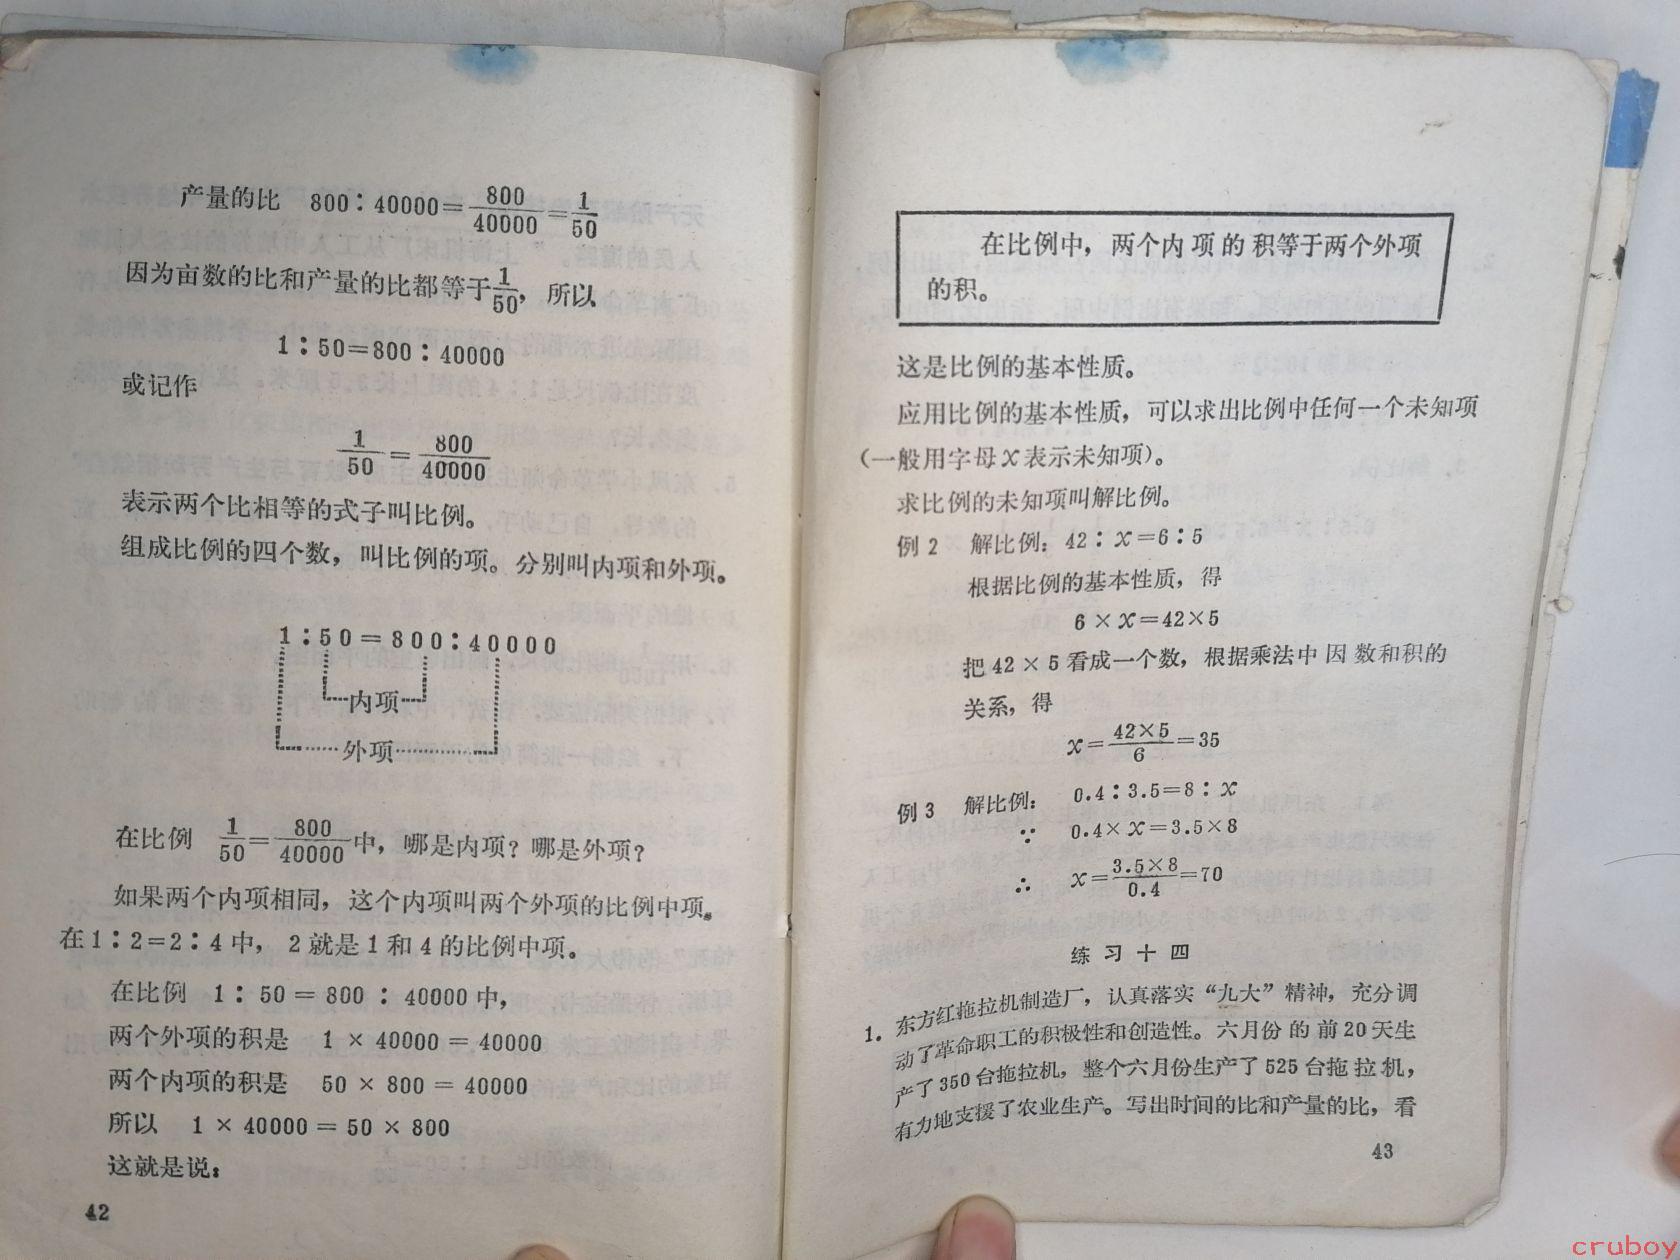 产量的比 800∶40000=800/40000=1/50
因为亩数的比和产量的比都等于1/50, 所以
1∶50=800∶40000
或记作
1/50=800/40000
表示两个比相等的式子叫比例。
组成比例的四个数，叫比例的项。分别叫内项和外项。
1∶50=800∶40000
内项
外项
在比例 1/50=800/40000中，哪是内项？哪是外项？
如果两个内项相同，这个内项叫两个外项的比例中项。
在1∶2=2∶4中，2就是1和4的比例中项。
在比例 1∶50=800∶40000中，
两个外项的积是 1×40000=40000
两个内项的积是 50×800=40000
所以 1×40000=50×800
这就是说：
42
在比例中，两个内项的积等于两个外项
的积。
这是比例的基本性质。
应用比例的基本性质，可以求出比例中任何一个未知项
（一般用字母x表示未知项）。
求比例的未知项叫解比例。
例2 解比例：42∶x=6∶5
根据比例的基本性质，得
6×x=42×5
把42×5看成一个数，根据乘法中因数和积的
关系，得
x=42×5/6=35
例3 解比例： 0.4∶3.5=8∶x
∵ 0.4×x=3.5×8
∴ x=3.5×8/0.4=70
练习十四
1. 东方红拖拉机制造厂，认真落实“九大”精神，充分调
动了革命职工的积极性和创造性。六月份的前20天生
产了350台拖拉机，整个六月份生产了525台拖拉机，
有力地支援了农业生产。写出时间的比和产量的比，看
43
cruboy